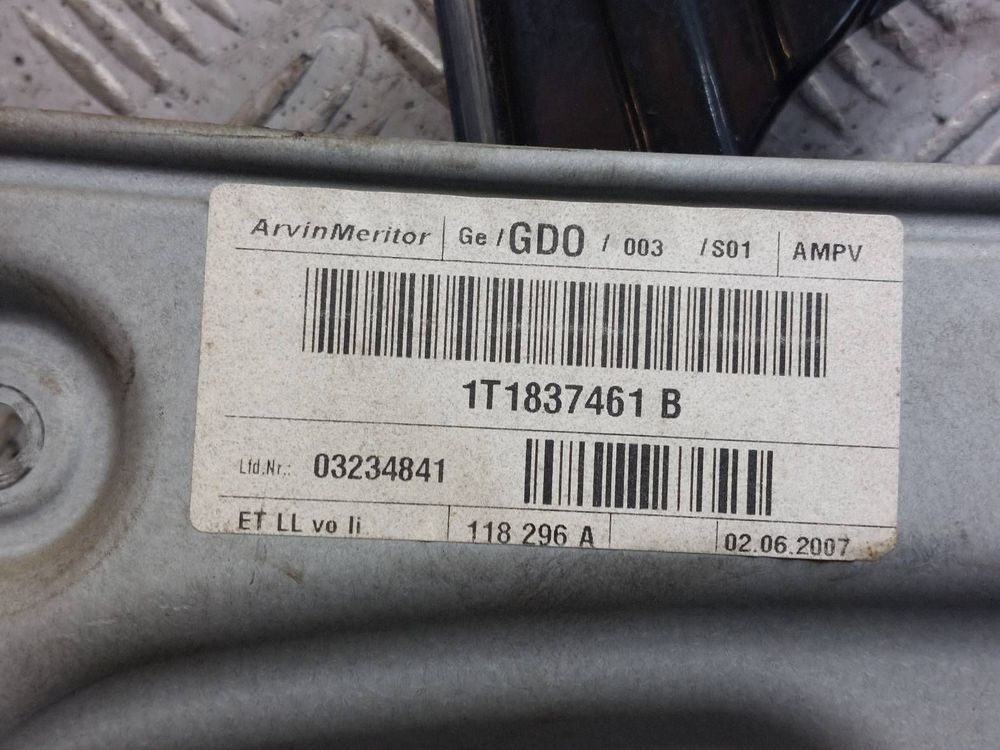 ArvinMeritor Ge / GDO / 003 / S01 AMPV
1T1837461 B
Lfd.Nr.: 03234841
ET LL vo li 118 296 A 02.06.2007